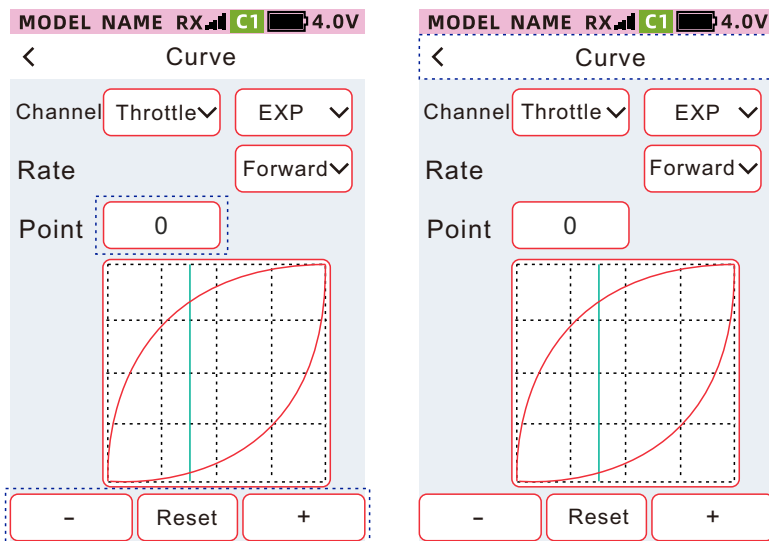 MODEL NAME RX C1 4.0V
< Curve
Channel Throttle EXP
Rate Forward
Point 0
- Reset +
MODEL NAME RX C1 4.0V
< Curve
Channel Throttle EXP
Rate Forward
Point 0
- Reset +